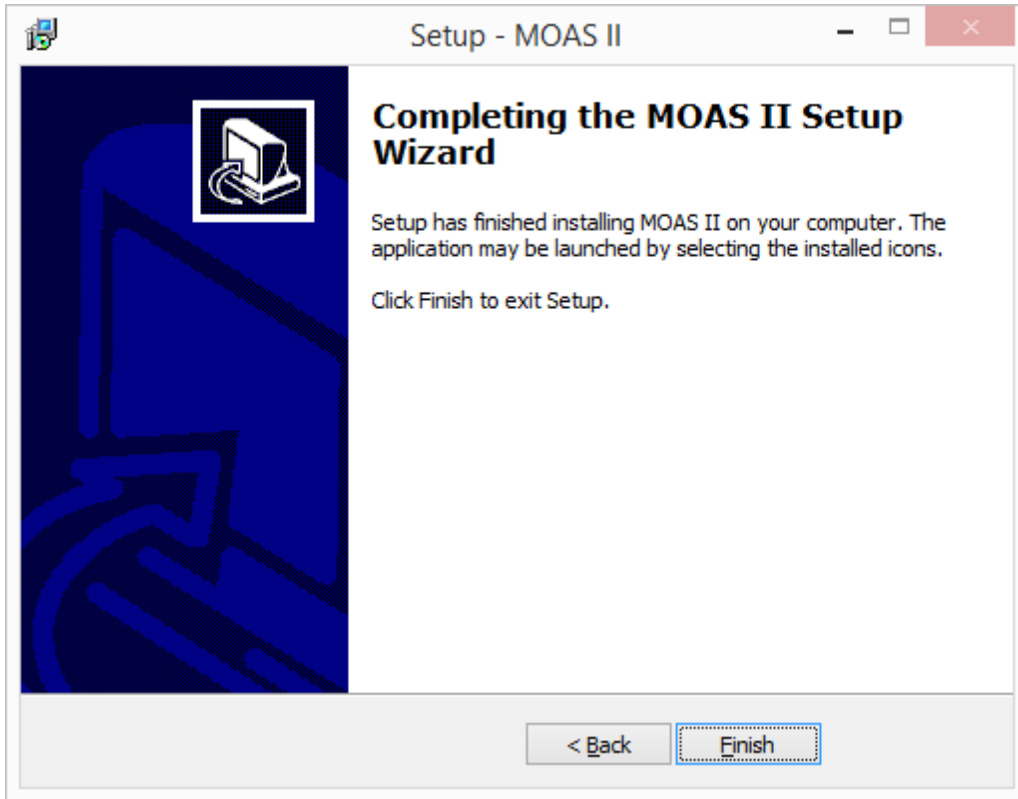 Setup - MOAS II
Completing the MOAS II Setup
Wizard
Setup has finished installing MOAS II on your computer. The
application may be launched by selecting the installed icons.
Click Finish to exit Setup.
< Back
Finish